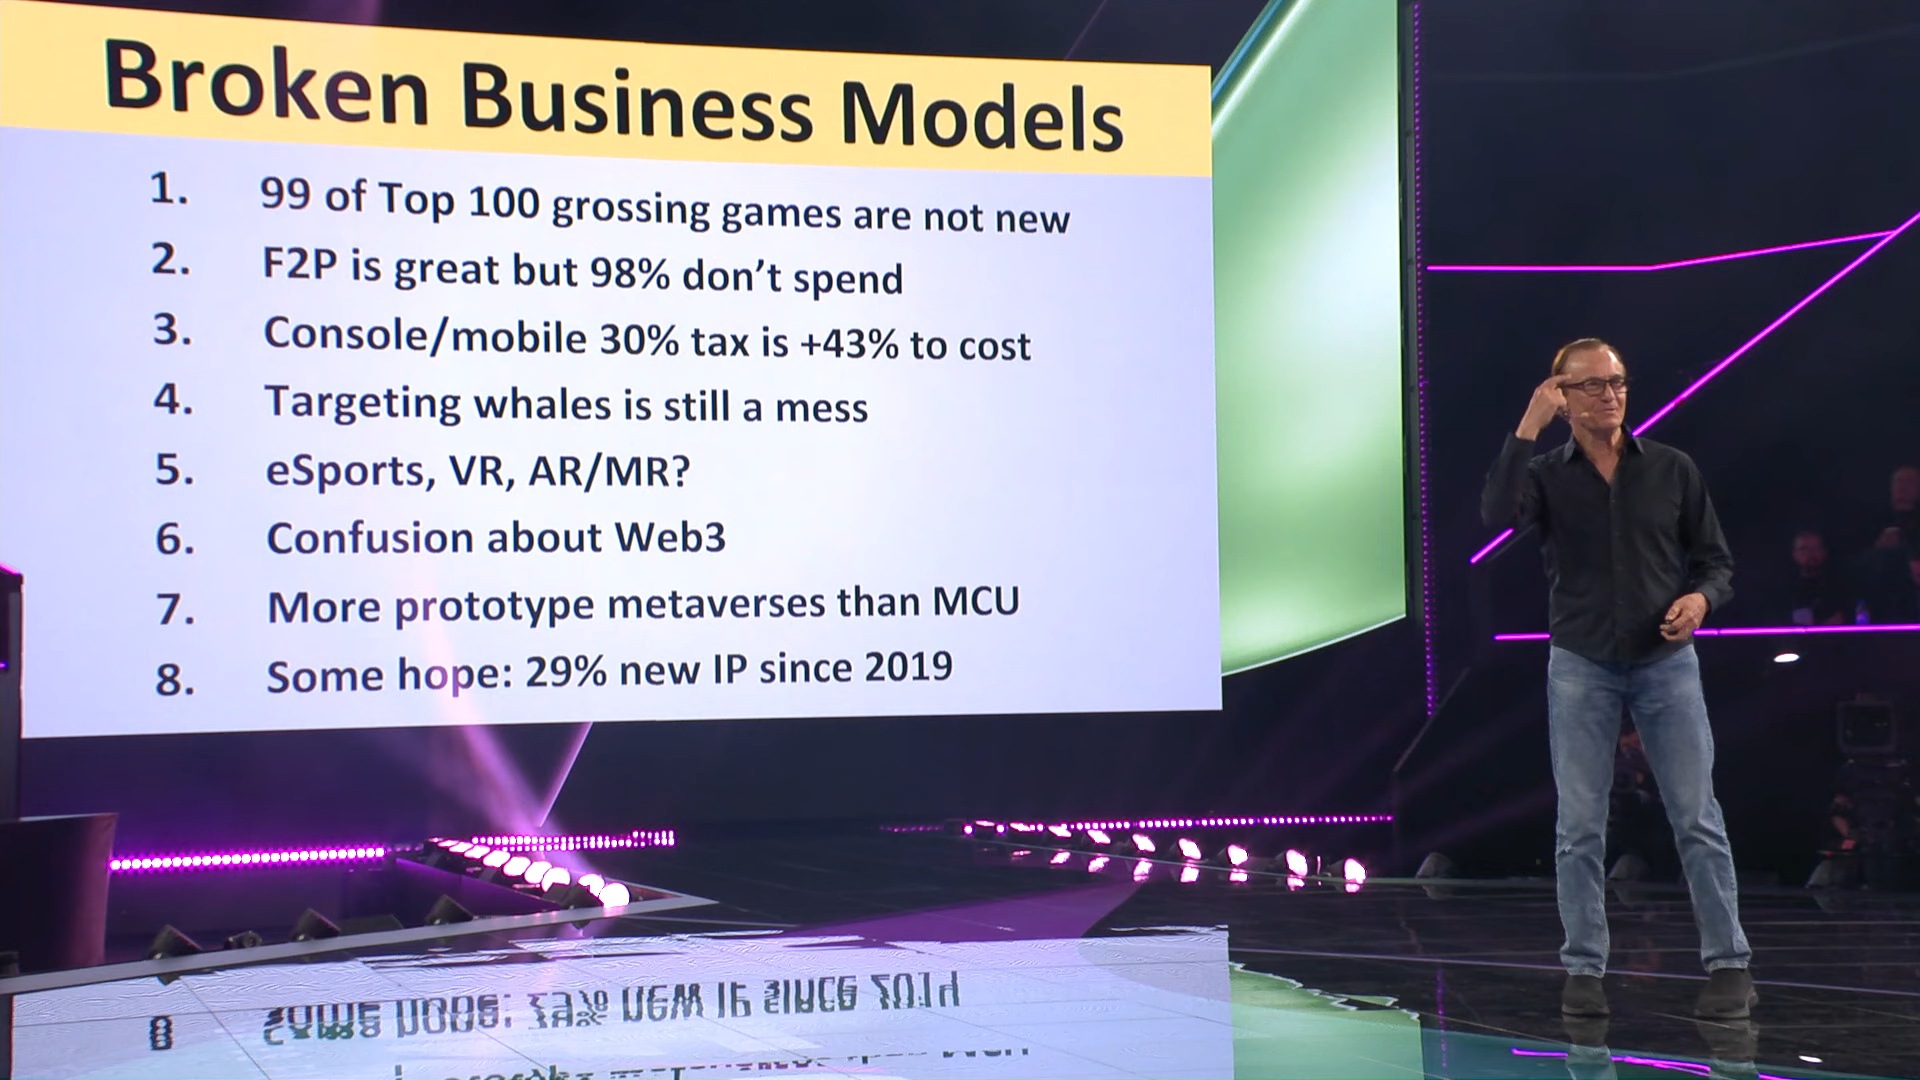 Broken Business Models
1. 99 of Top 100 grossing games are not new
2. F2P is great but 98% don’t spend
3. Console/mobile 30% tax is +43% to cost
4. Targeting whales is still a mess
5. eSports, VR, AR/MR?
6. Confusion about Web3
7. More prototype metaverses than MCU
8. Some hope: 29% new IP since 2019